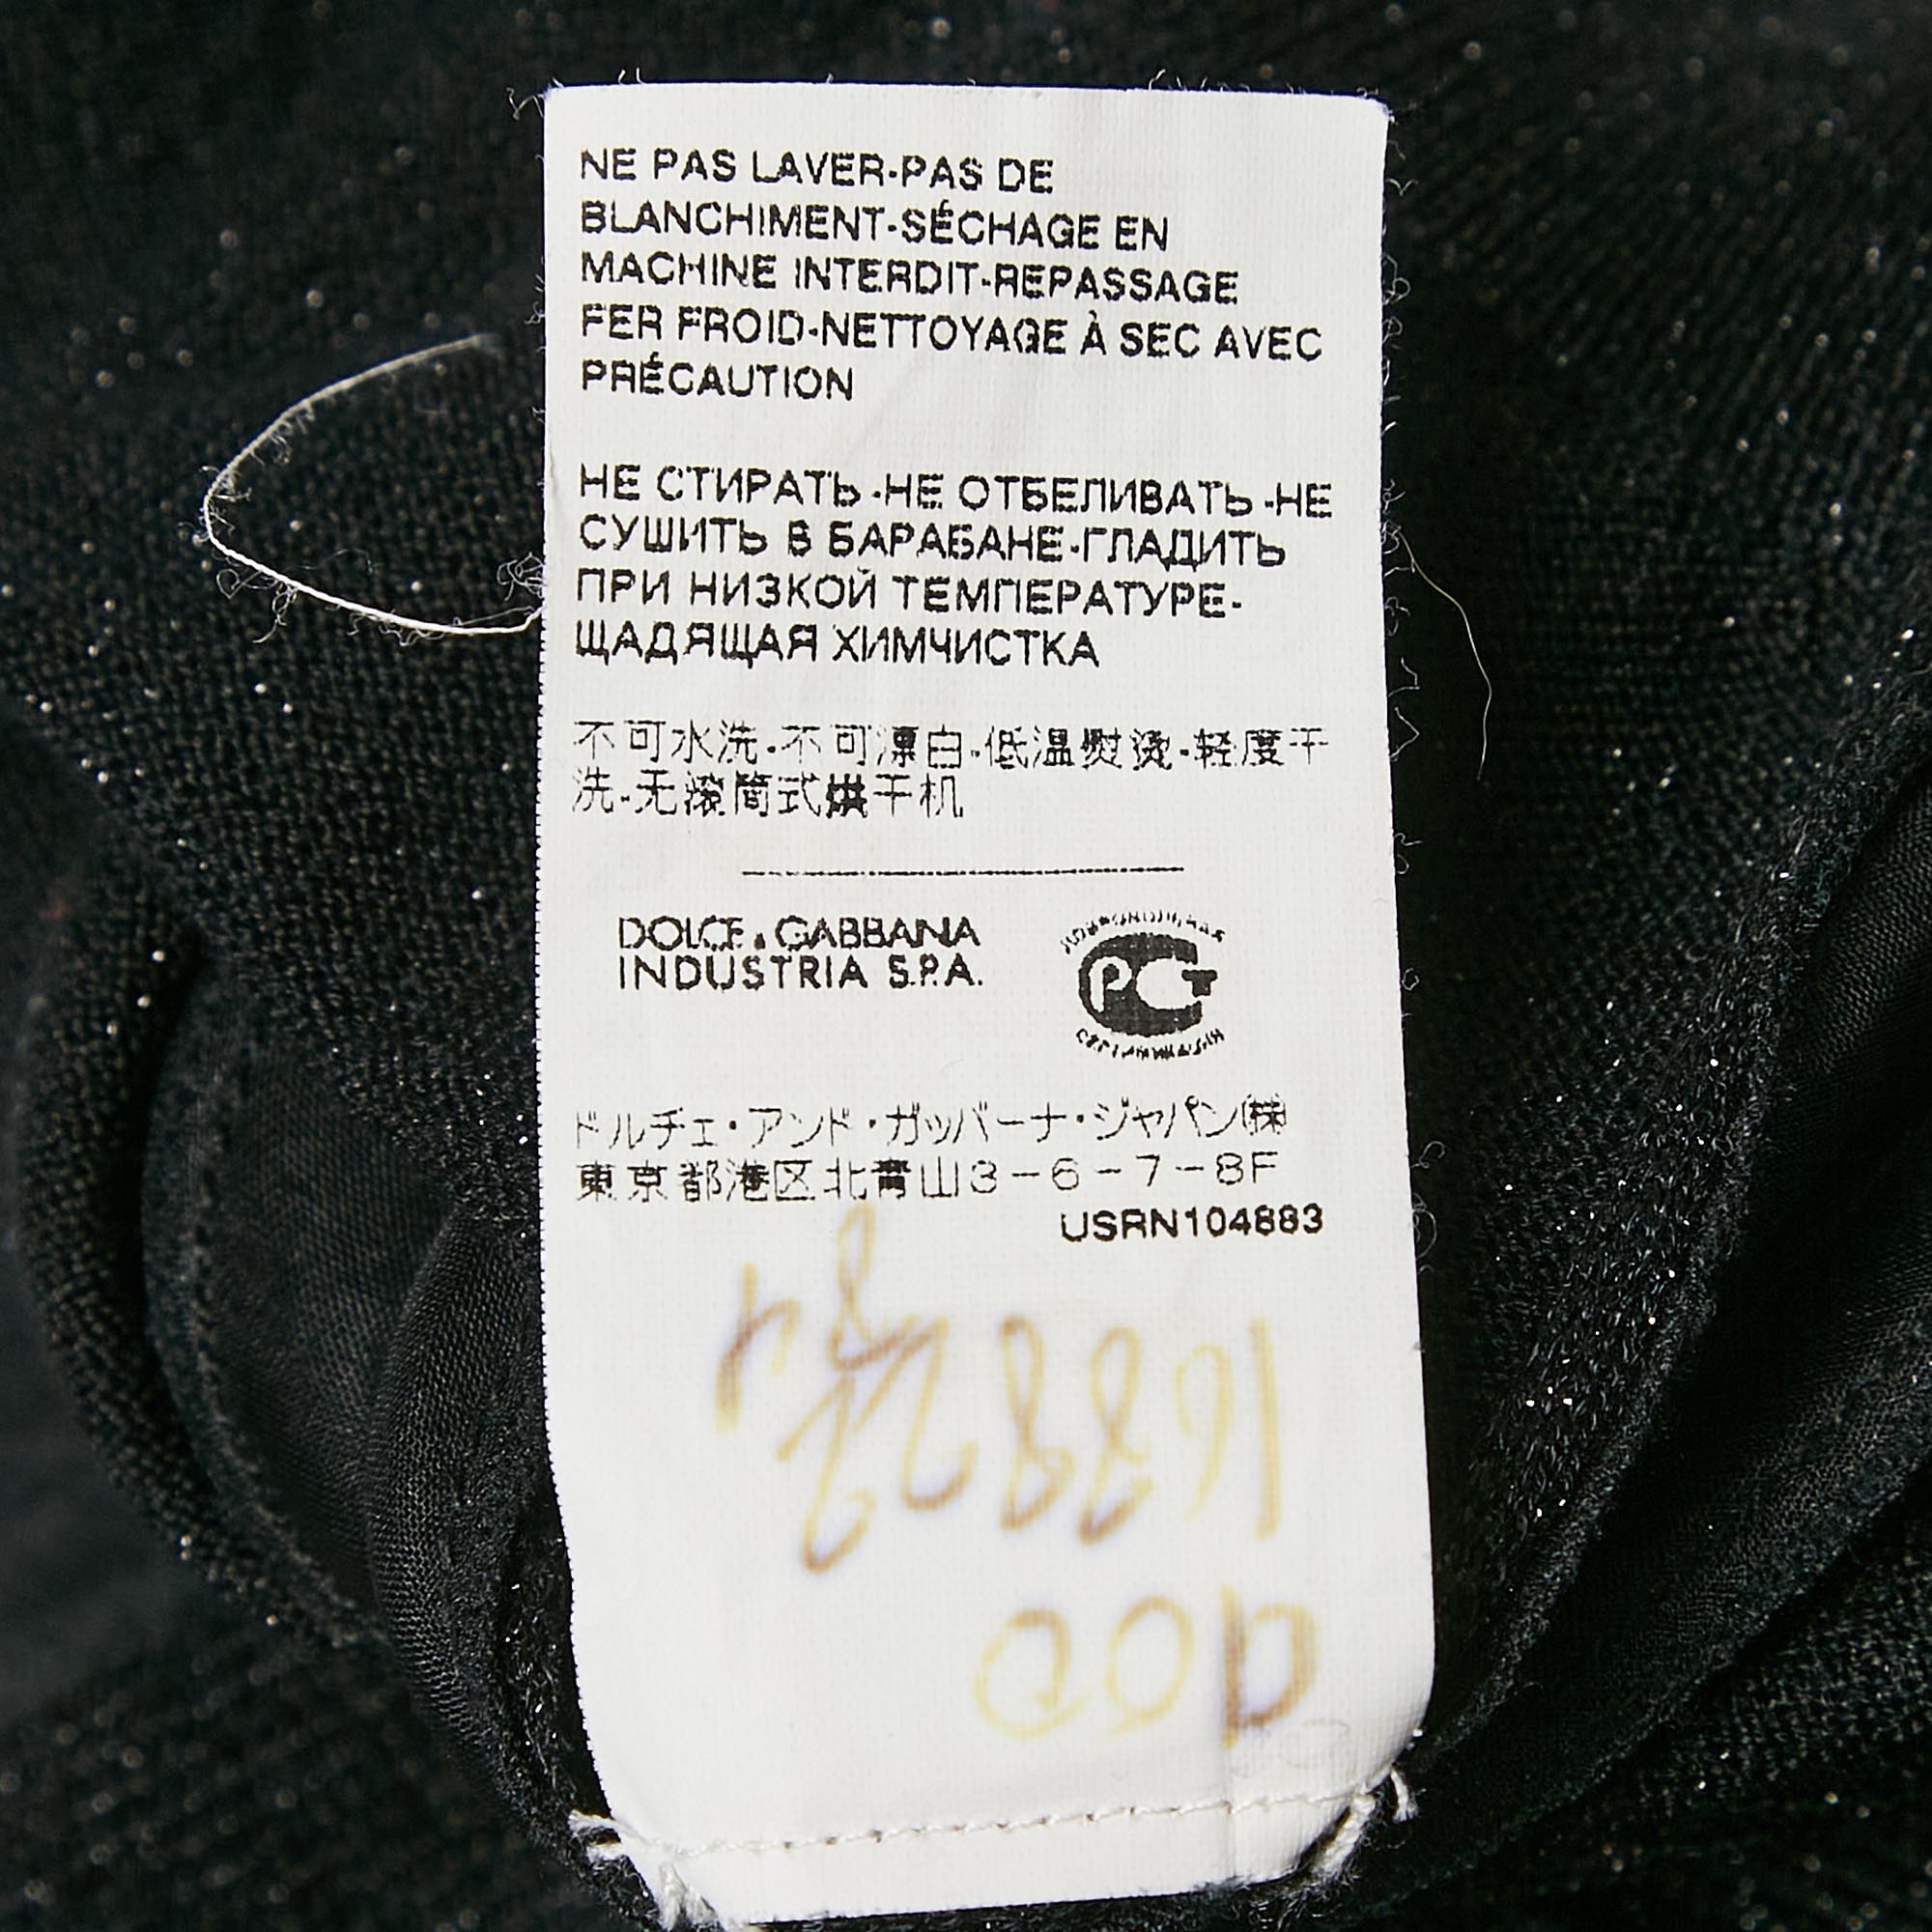 NE PAS LAVER-PAS DE
BLANCHIMENT-SÉCHAGE EN
MACHINE INTERDIT-REPASSAGE
FER FROID-NETTOYAGE À SEC AVEC
PRÉCAUTION
НЕ СТИРАТЬ-НЕ ОТБЕЛИВАТЬ-НЕ
СУШИТЬ В БАРАБАНЕ-ГЛАДИТЬ
ПРИ НИЗКОЙ ТЕМПЕРАТУРЕ-
ЩАДЯЩАЯ ХИМЧИСТКА
不可水洗-不可漂白-低温熨烫-轻度干
洗-无滚筒式烘干机
DOLCE & GABBANA
INDUSTRIA S.P.A.
PCT
ドルチェ・アンド・ガッバーナ・ジャパン㈱
東京都港区北青山3-6-7-8F
USRN104883